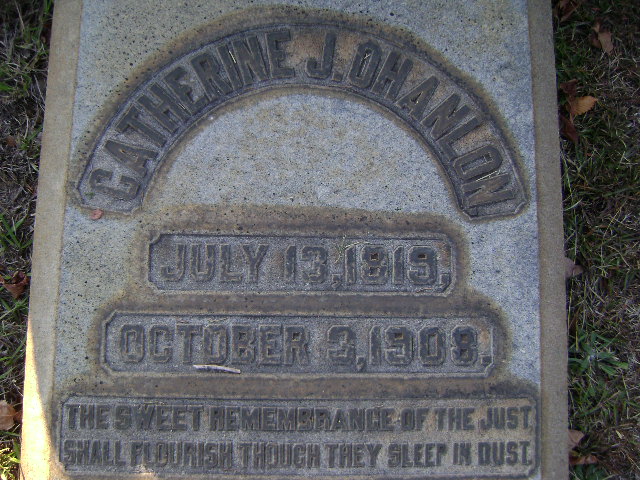 CATHERINE J. OHANLON.
JULY 13,1819,
OCTOBER 3,1908.
THE SWEET REMEMBRANCE OF THE JUST
SHALL FLOURISH THOUGH THEY SLEEP IN DUST.